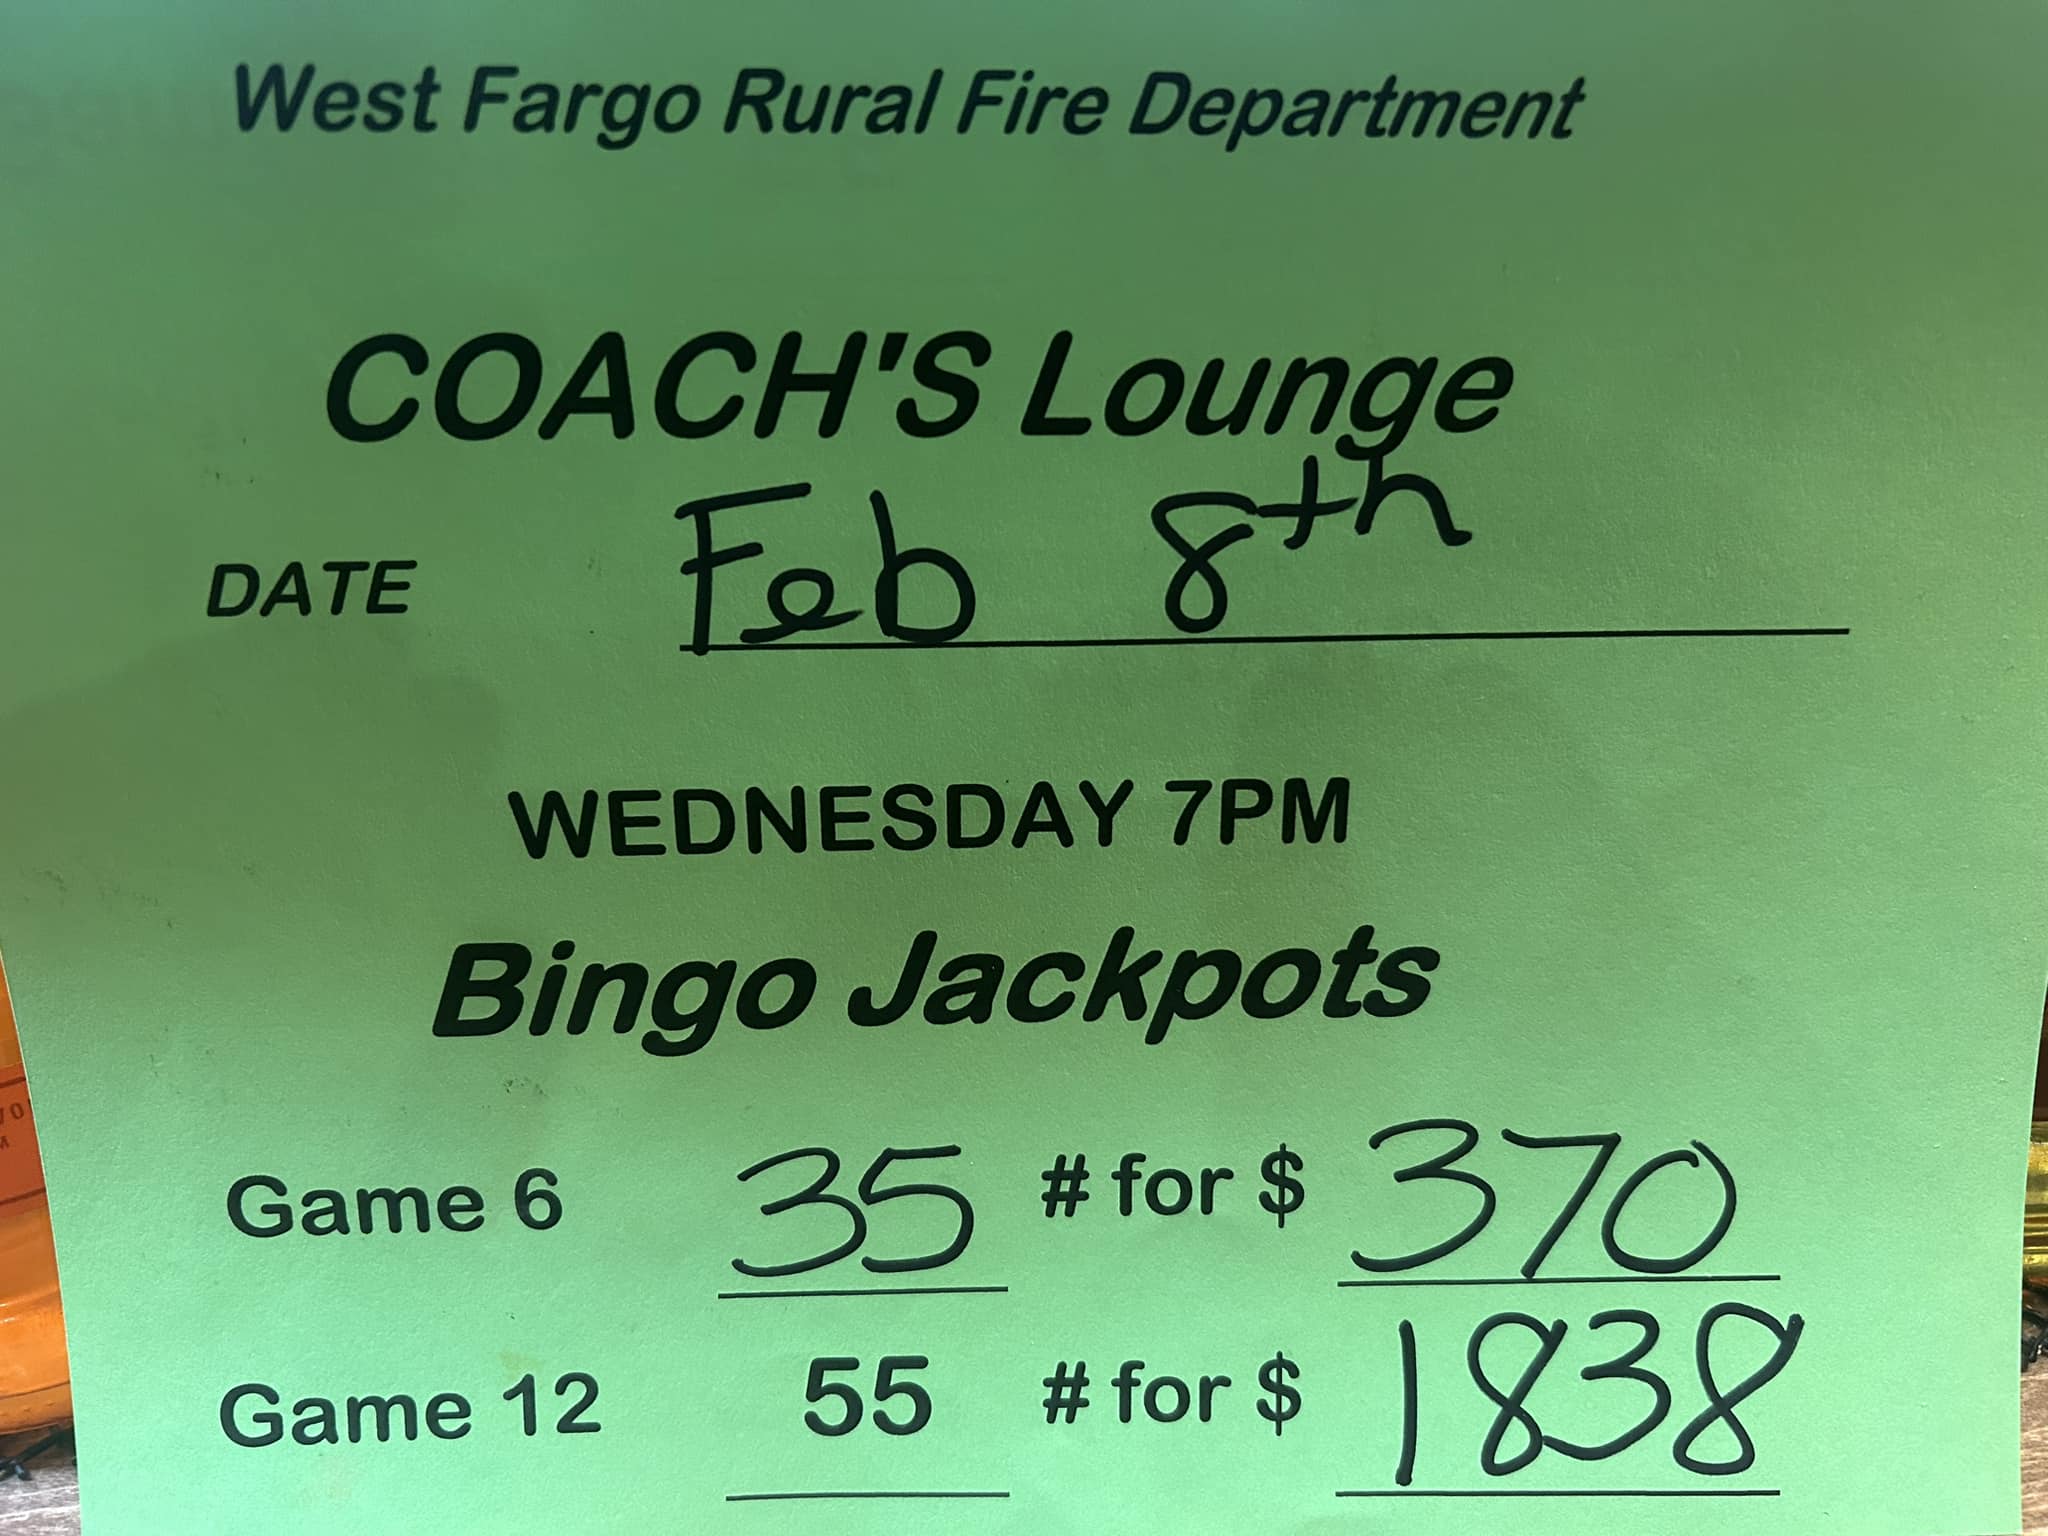 West Fargo Rural Fire Department
COACH'S Lounge
DATE Feb 8th
WEDNESDAY 7PM
Bingo Jackpots
Game 6 35 # for $ 370
Game 12 55 # for $ 1838